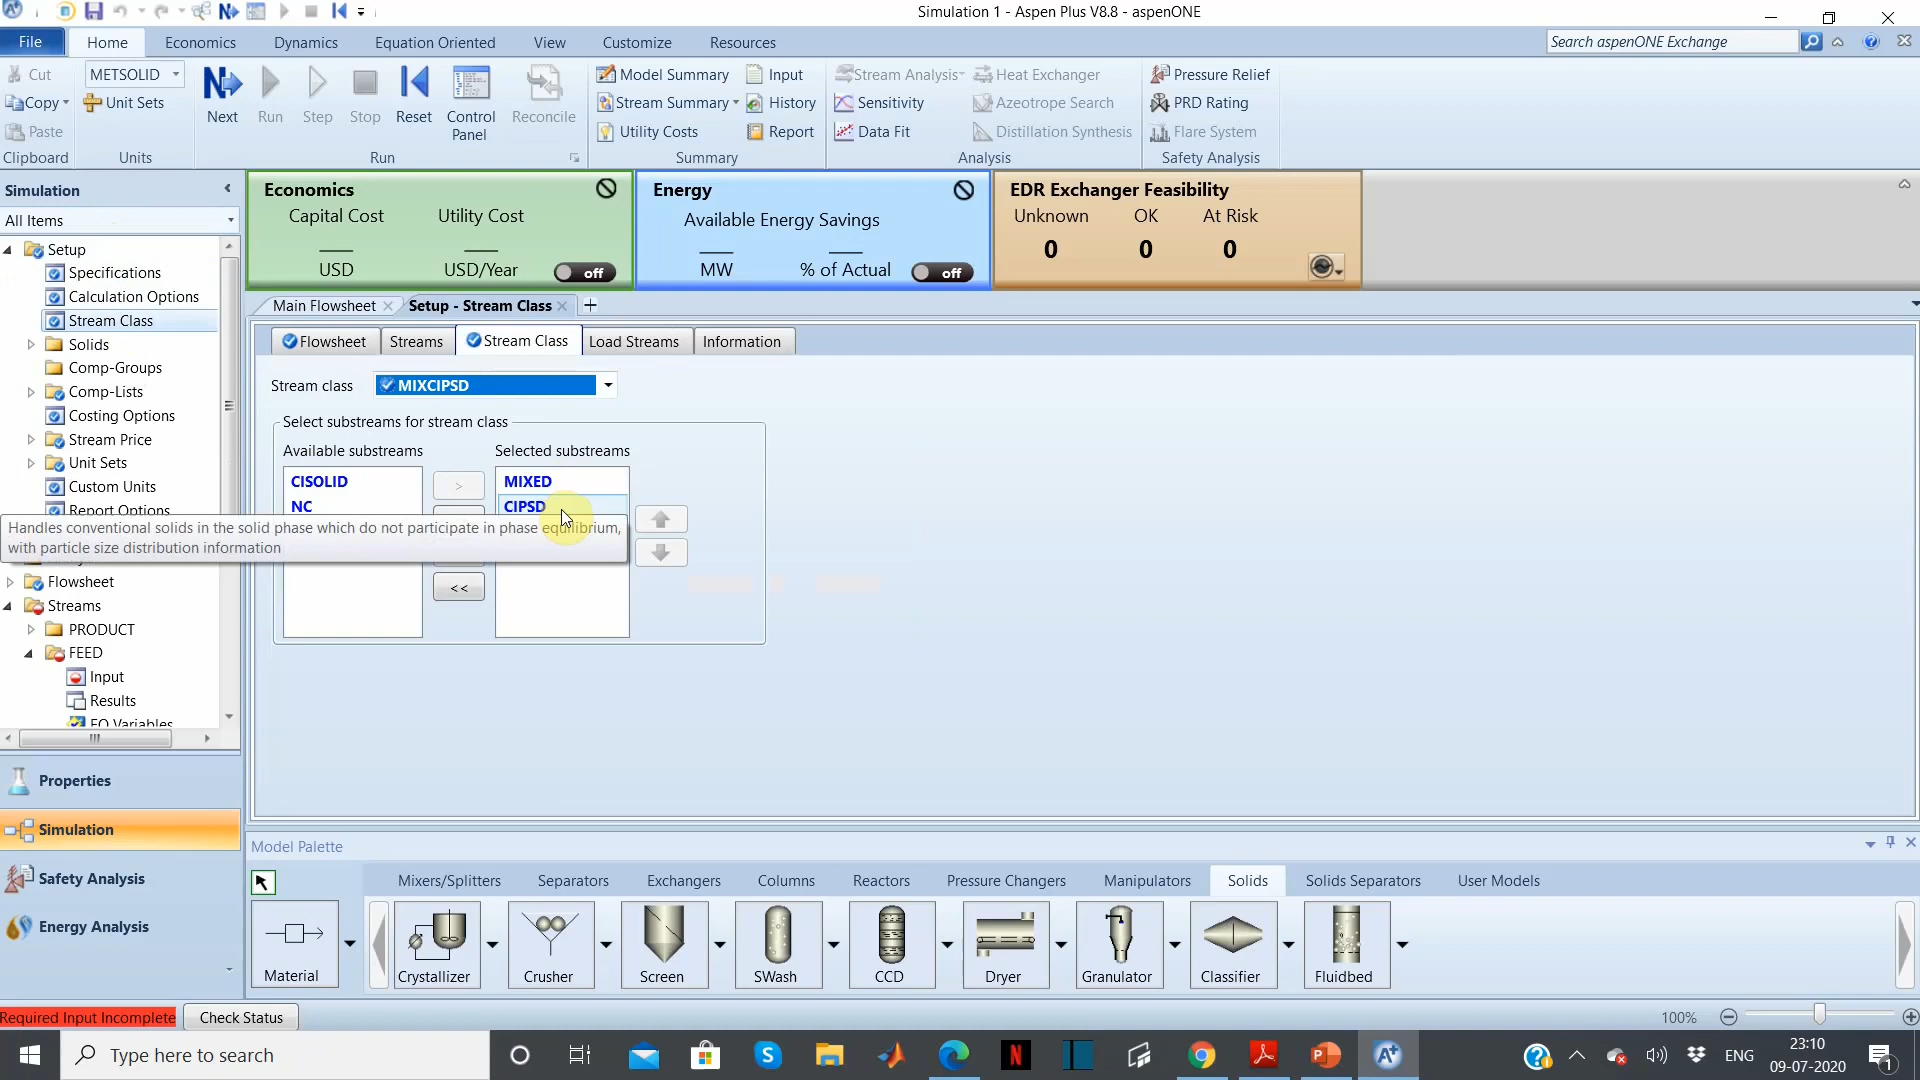 Simulation 1 - Aspen Plus V8.8 - aspenONE
File Home Economics Dynamics Equation Oriented View Customize Resources Search aspenONE Exchange
Cut METSOLID Model Summary Input Stream Analysis Heat Exchanger Pressure Relief
Copy Unit Sets Next Run Step Stop Reset Control Panel Reconcile Stream Summary History Sensitivity Azeotrope Search PRD Rating
Paste Utility Costs Report Data Fit Distillation Synthesis Flare System
Clipboard Units Run Summary Analysis Safety Analysis
Simulation
All Items
Economics
Capital Cost Utility Cost
USD USD/Year off
Energy
Available Energy Savings
MW % of Actual off
EDR Exchanger Feasibility
Unknown OK At Risk
0 0 0
Setup
Specifications
Calculation Options
Stream Class
Solids
Comp-Groups
Comp-Lists
Costing Options
Stream Price
Unit Sets
Custom Units
Report Options
Flowsheet
Streams
PRODUCT
FEED
Input
Results
EO Variables
Main Flowsheet Setup - Stream Class +
Flowsheet Streams Stream Class Load Streams Information
Stream class MIXCIPSD
Select substreams for stream class
Available substreams Selected substreams
CISOLID > MIXED
NC CIPSD
Handles conventional solids in the solid phase which do not participate in phase equilibrium,
with particle size distribution information
<<
Properties
Simulation
Safety Analysis
Energy Analysis
Model Palette
Mixers/Splitters Separators Exchangers Columns Reactors Pressure Changers Manipulators Solids Solids Separators User Models
Material Crystallizer Crusher Screen SWash CCD Dryer Granulator Classifier Fluidbed
Required Input Incomplete Check Status 100%
Type here to search ENG 23:10
09-07-2020 1